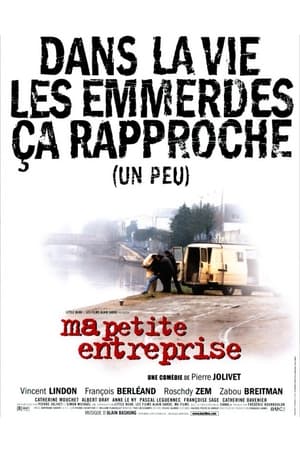 DANS LA VIE
LES EMMERDES
ÇA RAPPROCHE
(UN PEU)
ma petite
entreprise
UNE COMÉDIE DE PIERRE JOLIVET
Vincent LINDON François BERLÉAND Roschdy ZEM Zabou BREITMAN
CATHERINE MOUCHET ALBERT DRAY ANNE LE NY PASCAL LEGUENNEC FRANÇOISE SAGE CATHERINE DAVENIER
MUSIQUE D'ALAIN BASHUNG